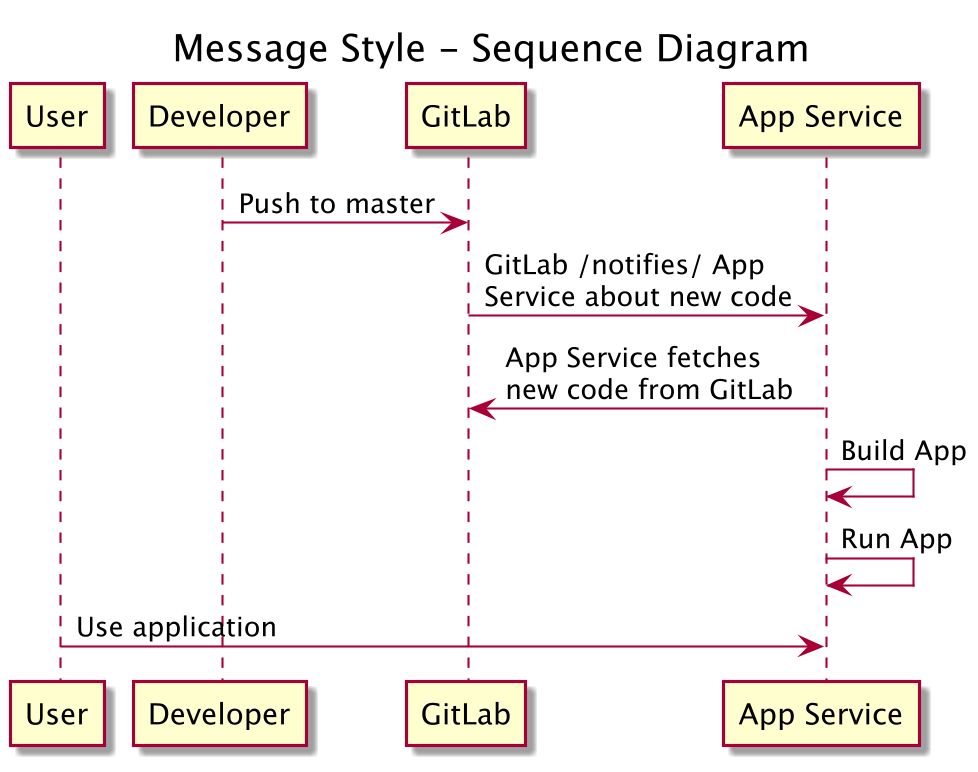 Message Style - Sequence Diagram
User
Developer
GitLab
App Service
Push to master
GitLab /notifies/ App
Service about new code
App Service fetches
new code from GitLab
Build App
Run App
Use application
User
Developer
GitLab
App Service